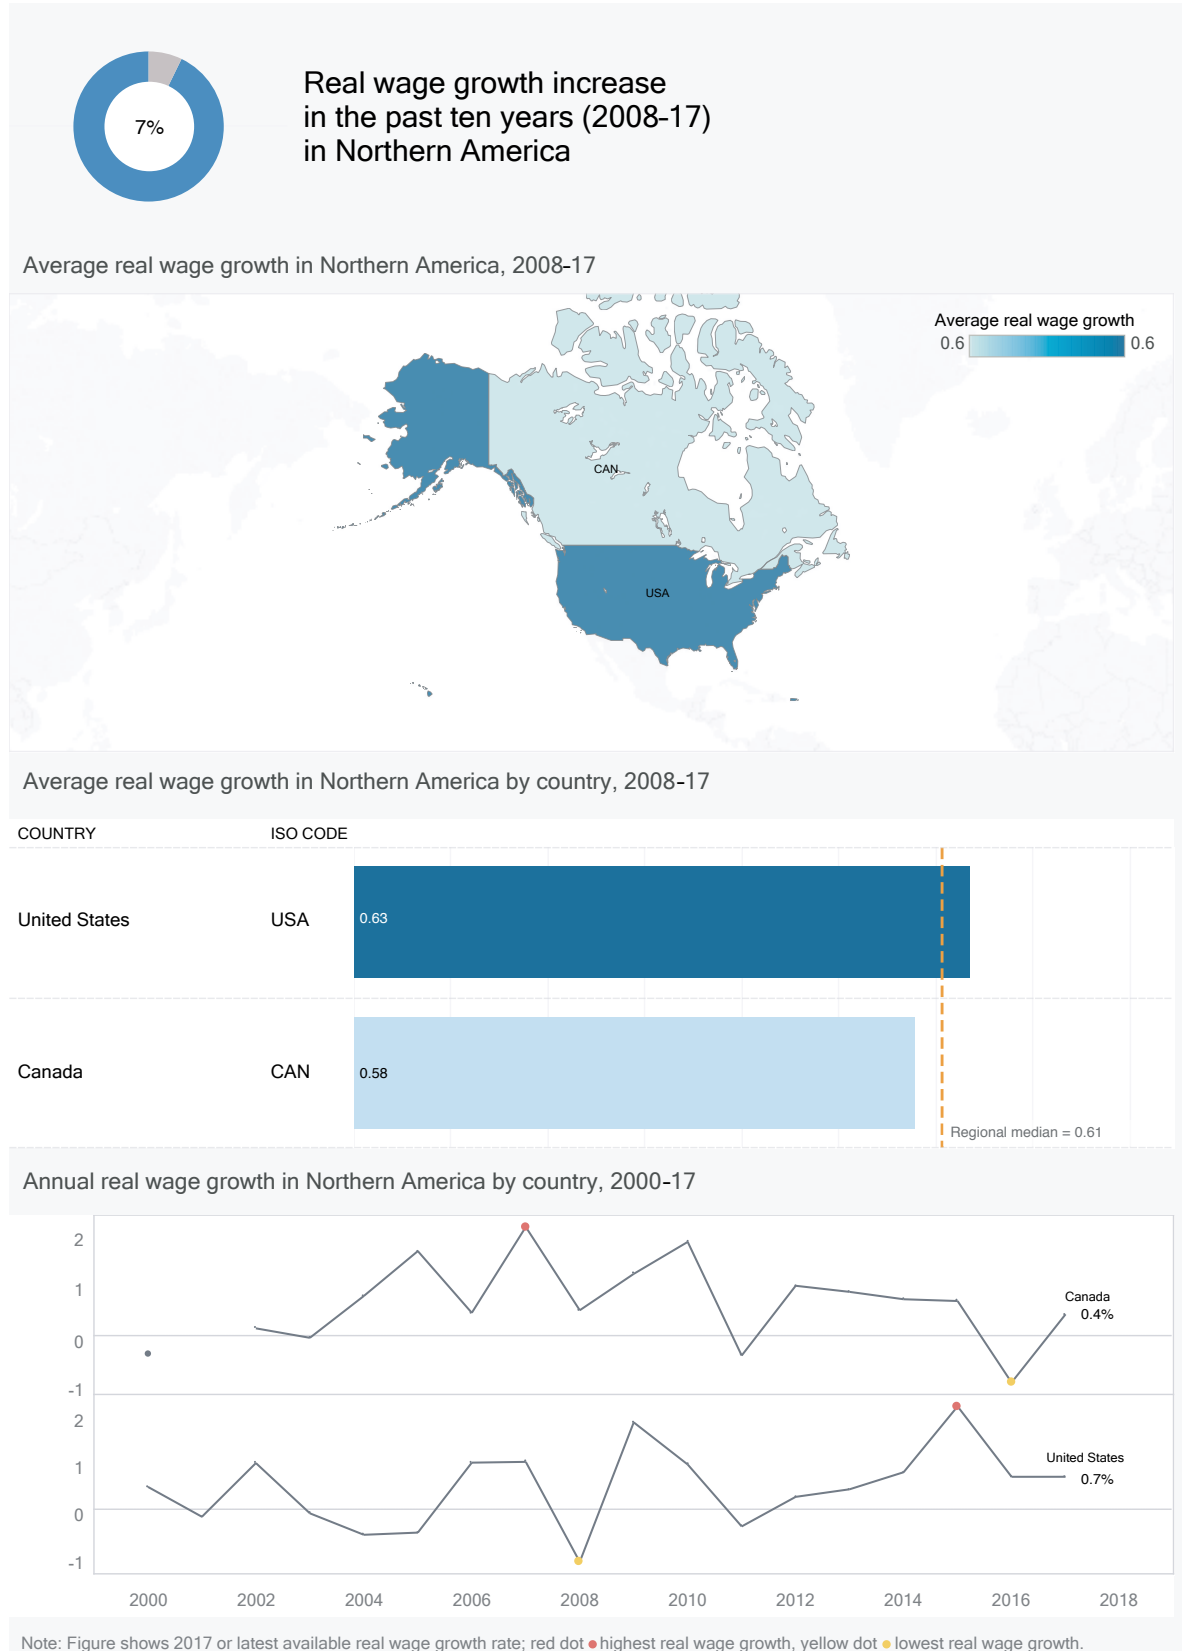 7%
Real wage growth increase
in the past ten years (2008-17)
in Northern America
Average real wage growth in Northern America, 2008-17
Average real wage growth
0.6 0.6
CAN
USA
Average real wage growth in Northern America by country, 2008-17
COUNTRY ISO CODE
United States USA 0.63
Canada CAN 0.58
Regional median = 0.61
Annual real wage growth in Northern America by country, 2000-17
2
1
0
-1
Canada
0.4%
2
1
0
-1
United States
0.7%
2000 2002 2004 2006 2008 2010 2012 2014 2016 2018
Note: Figure shows 2017 or latest available real wage growth rate; red dot ● highest real wage growth, yellow dot ● lowest real wage growth.